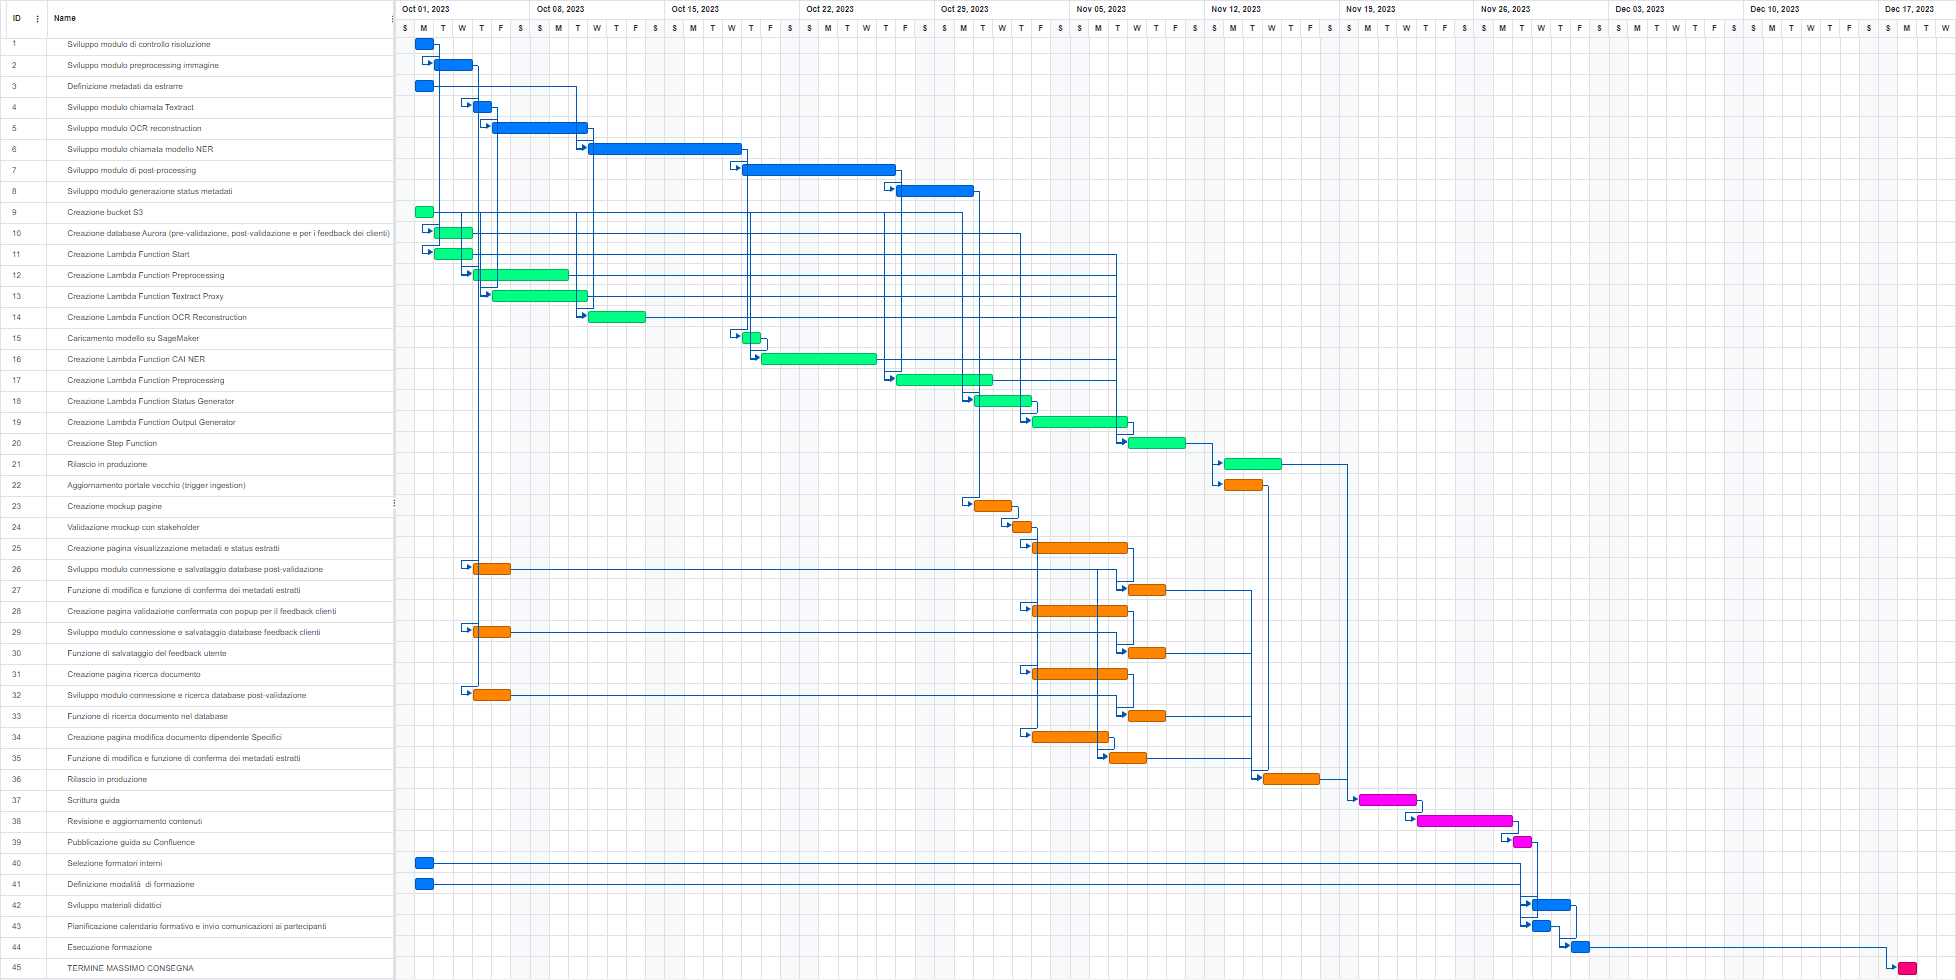 ID Name Oct 01, 2023 Oct 08, 2023 Oct 15, 2023 Oct 22, 2023 Oct 29, 2023 Nov 05, 2023 Nov 12, 2023 Nov 19, 2023 Nov 26, 2023 Dec 03, 2023 Dec 10, 2023 Dec 17, 2023
S M T W T F S S M T W T F S S M T W T F S S M T W T F S S M T W T F S S M T W T F S S M T W T F S S M T W T F S S M T W T F S S M T W T F S S M T W T F S S M T W
1 Sviluppo modulo di controllo risoluzione
2 Sviluppo modulo preprocessing immagine
3 Definizione metadati da estrarre
4 Sviluppo modulo chiamata Textract
5 Sviluppo modulo OCR reconstruction
6 Sviluppo modulo chiamata modello NER
7 Sviluppo modulo di post-processing
8 Sviluppo modulo generazione status metadati
9 Creazione bucket S3
10 Creazione database Aurora (pre-validazione, post-validazione e per i feedback dei clienti)
11 Creazione Lambda Function Start
12 Creazione Lambda Function Preprocessing
13 Creazione Lambda Function Textract Proxy
14 Creazione Lambda Function OCR Reconstruction
15 Caricamento modello su SageMaker
16 Creazione Lambda Function CAI NER
17 Creazione Lambda Function Preprocessing
18 Creazione Lambda Function Status Generator
19 Creazione Lambda Function Output Generator
20 Creazione Step Function
21 Rilascio in produzione
22 Aggiornamento portale vecchio (trigger ingestion)
23 Creazione mockup pagine
24 Validazione mockup con stakeholder
25 Creazione pagina visualizzazione metadati e status estratti
26 Sviluppo modulo connessione e salvataggio database post-validazione
27 Funzione di modifica e funzione di conferma dei metadati estratti
28 Creazione pagina validazione confermata con popup per il feedback clienti
29 Sviluppo modulo connessione e salvataggio database feedback clienti
30 Funzione di salvataggio del feedback utente
31 Creazione pagina ricerca documento
32 Sviluppo modulo connessione e ricerca database post-validazione
33 Funzione di ricerca documento nel database
34 Creazione pagina modifica documento dipendente Specifici
35 Funzione di modifica e funzione di conferma dei metadati estratti
36 Rilascio in produzione
37 Scrittura guida
38 Revisione e aggiornamento contenuti
39 Pubblicazione guida su Confluence
40 Selezione formatori interni
41 Definizione modalità di formazione
42 Sviluppo materiali didattici
43 Pianificazione calendario formativo e invio comunicazioni ai partecipanti
44 Esecuzione formazione
45 TERMINE MASSIMO CONSEGNA